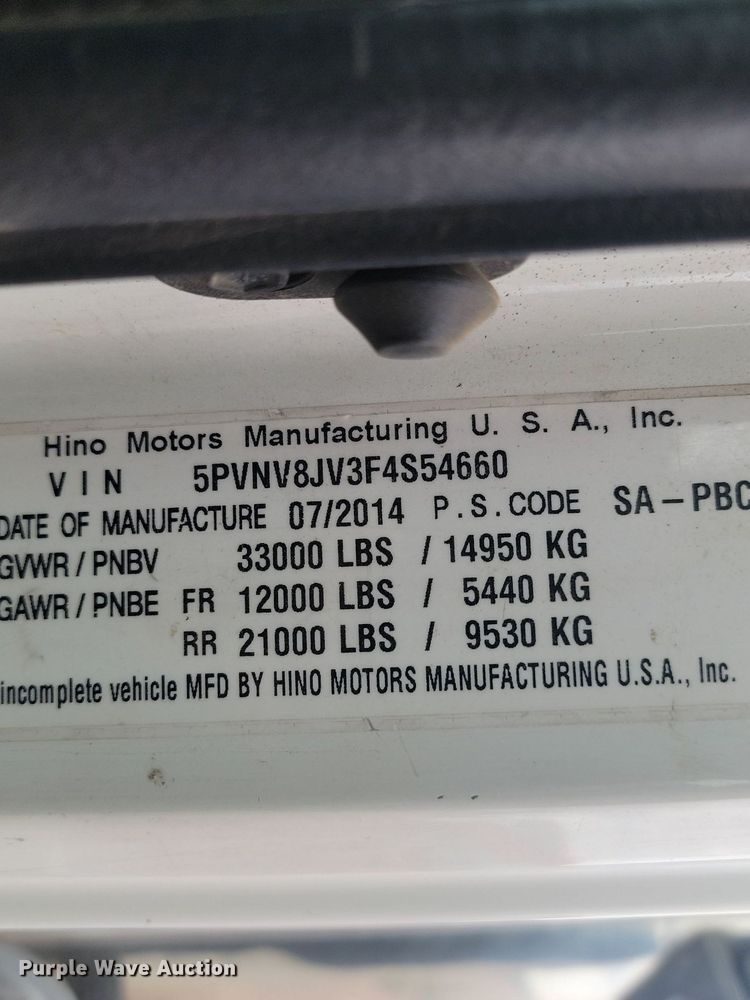 Hino Motors Manufacturing U. S. A., Inc.
VIN 5PVNV8JV3F4S54660
DATE OF MANUFACTURE 07/2014 P.S.CODE SA-PBC
GVWR / PNBV 33000 LBS / 14950 KG
GAWR / PNBE FR 12000 LBS / 5440 KG
RR 21000 LBS / 9530 KG
incomplete vehicle MFD BY HINO MOTORS MANUFACTURING U.S.A., Inc.
Purple Wave Auction